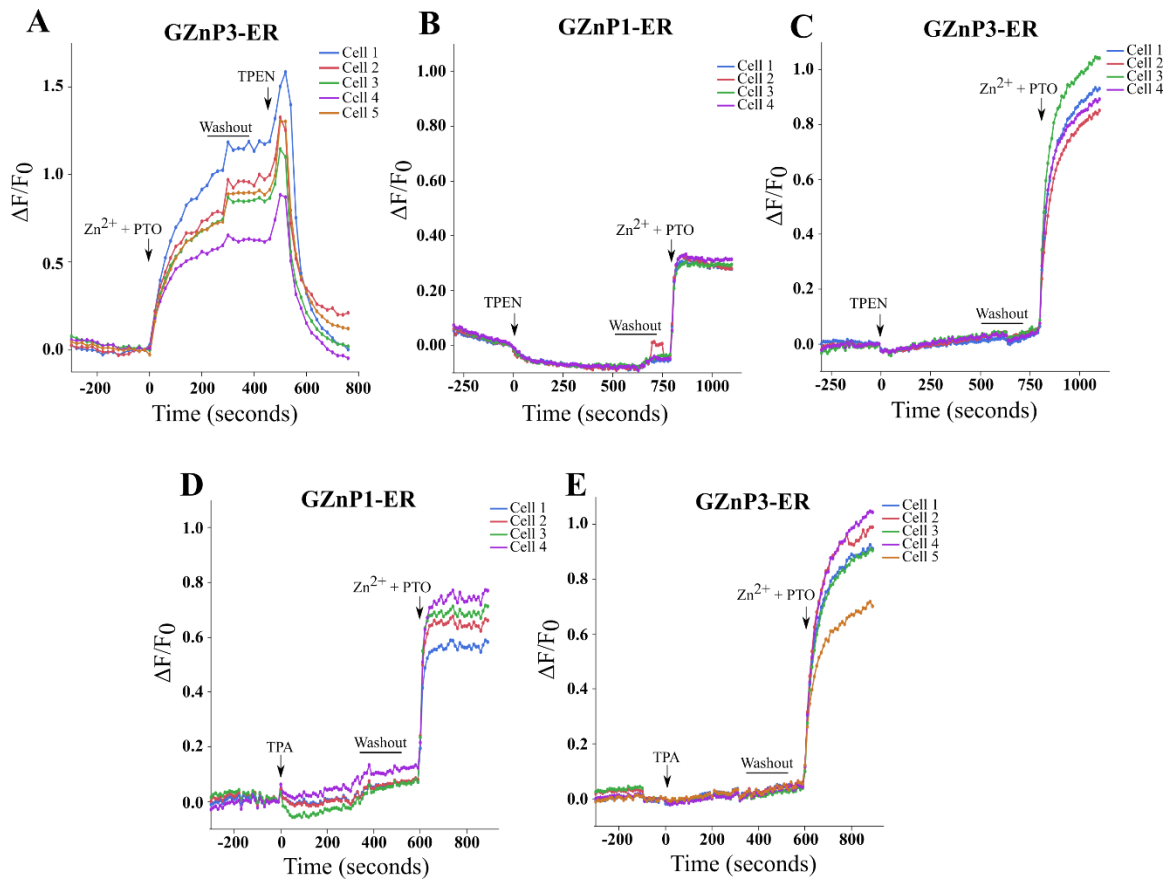 A
GZnP3-ER
Cell 1
Cell 2
Cell 3
Cell 4
Cell 5
TPEN
Washout
Zn2+ + PTO
ΔF/F0
1.5
1.0
0.5
0.0
-200 0 200 400 600 800
Time (seconds)
B
GZnP1-ER
Cell 1
Cell 2
Cell 3
Cell 4
Zn2+ + PTO
TPEN
Washout
ΔF/F0
1.00
0.80
0.60
0.40
0.20
0.00
-250 0 250 500 750 1000
Time (seconds)
C
GZnP3-ER
Cell 1
Cell 2
Cell 3
Cell 4
Zn2+ + PTO
TPEN
Washout
ΔF/F0
1.0
0.8
0.6
0.4
0.2
0.0
-250 0 250 500 750 1000
Time (seconds)
D
GZnP1-ER
Cell 1
Cell 2
Cell 3
Cell 4
Zn2+ + PTO
TPA
Washout
ΔF/F0
1.0
0.8
0.6
0.4
0.2
0.0
-200 0 200 400 600 800
Time (seconds)
E
GZnP3-ER
Cell 1
Cell 2
Cell 3
Cell 4
Cell 5
Zn2+ + PTO
TPA
Washout
ΔF/F0
1.0
0.8
0.6
0.4
0.2
0.0
-200 0 200 400 600 800
Time (seconds)